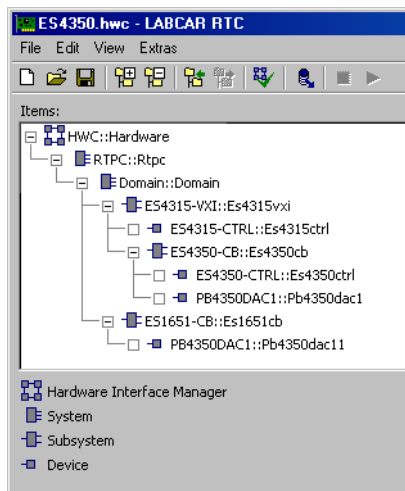 ES4350.hwc - LABCAR RTC
File Edit View Extras
Items:
HWC::Hardware
RTPC::Rtpc
Domain::Domain
ES4315-VXI::Es4315vxi
ES4315-CTRL::Es4315ctrl
ES4350-CB::Es4350cb
ES4350-CTRL::Es4350ctrl
PB4350DAC1::Pb4350dac1
ES1651-CB::Es1651cb
PB4350DAC1::Pb4350dac11
Hardware Interface Manager
System
Subsystem
Device